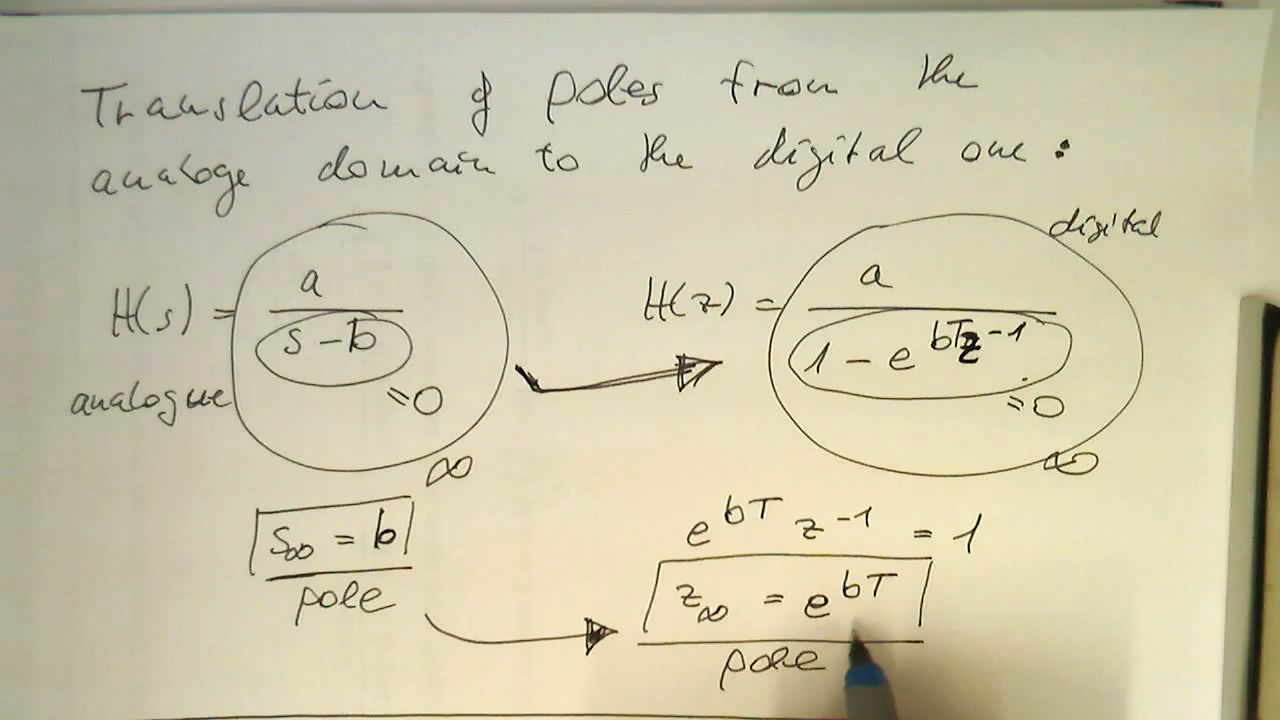 Translation of poles from the
analoge domain to the digital one :
digital
H(s) = a / (s - b)
= 0
∞
analogue
H(z) = a / (1 - e^{bT} z^{-1})
= 0
∞
s∞ = b
pole
e^{bT} z^{-1} = 1
z∞ = e^{bT}
pole